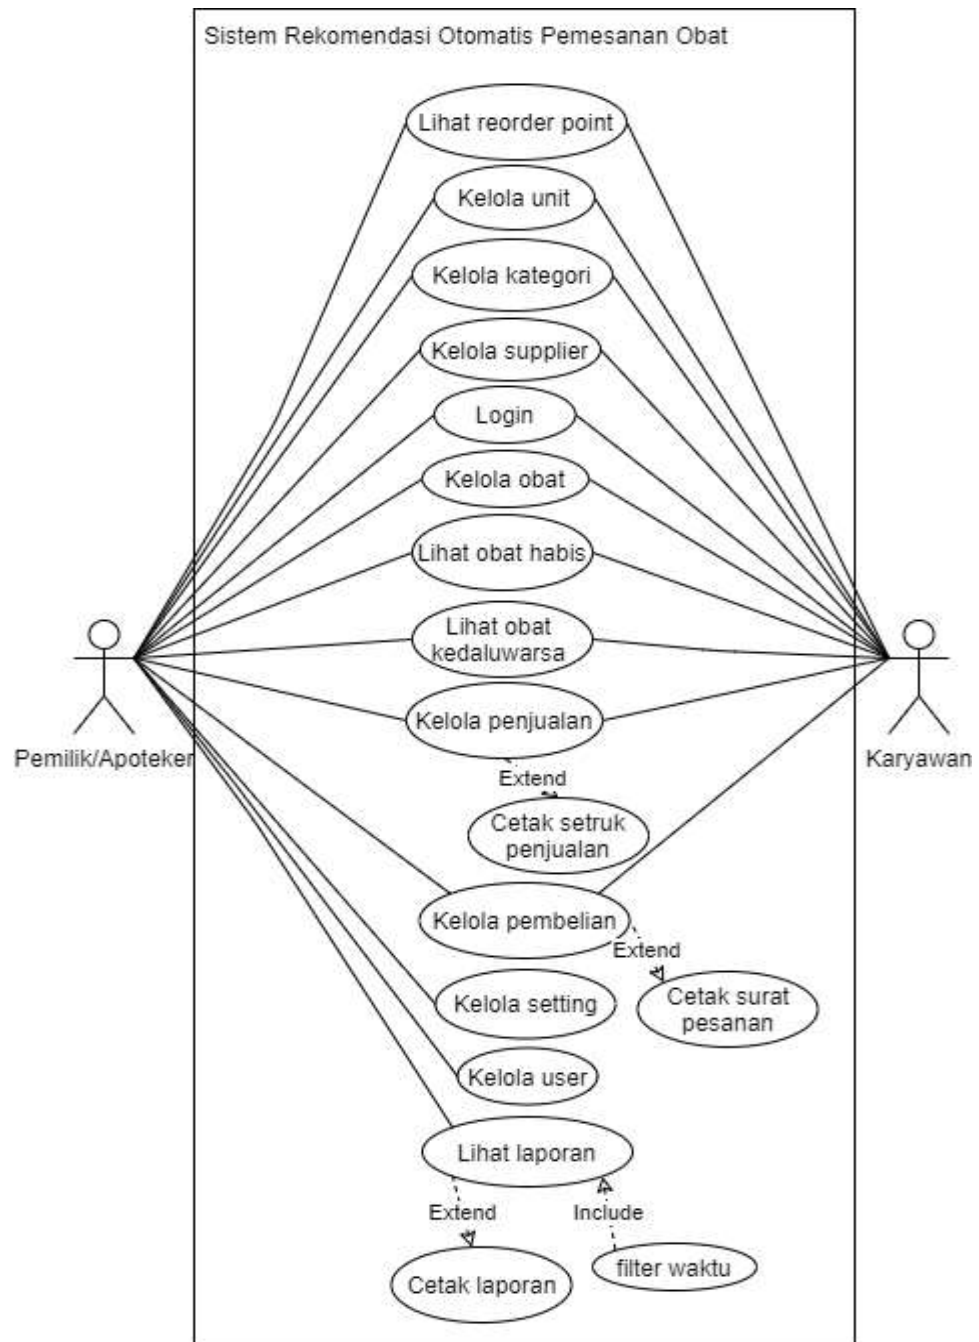 Sistem Rekomendasi Otomatis Pemesanan Obat
Lihat reorder point
Kelola unit
Kelola kategori
Kelola supplier
Login
Kelola obat
Lihat obat habis
Lihat obat
kedaluwarsa
Kelola penjualan
Pemilik/Apoteker
Karyawan
Extend
Cetak setruk
penjualan
Kelola pembelian
Extend
Cetak surat
pesanan
Kelola setting
Kelola user
Lihat laporan
Extend
Include
Cetak laporan
filter waktu